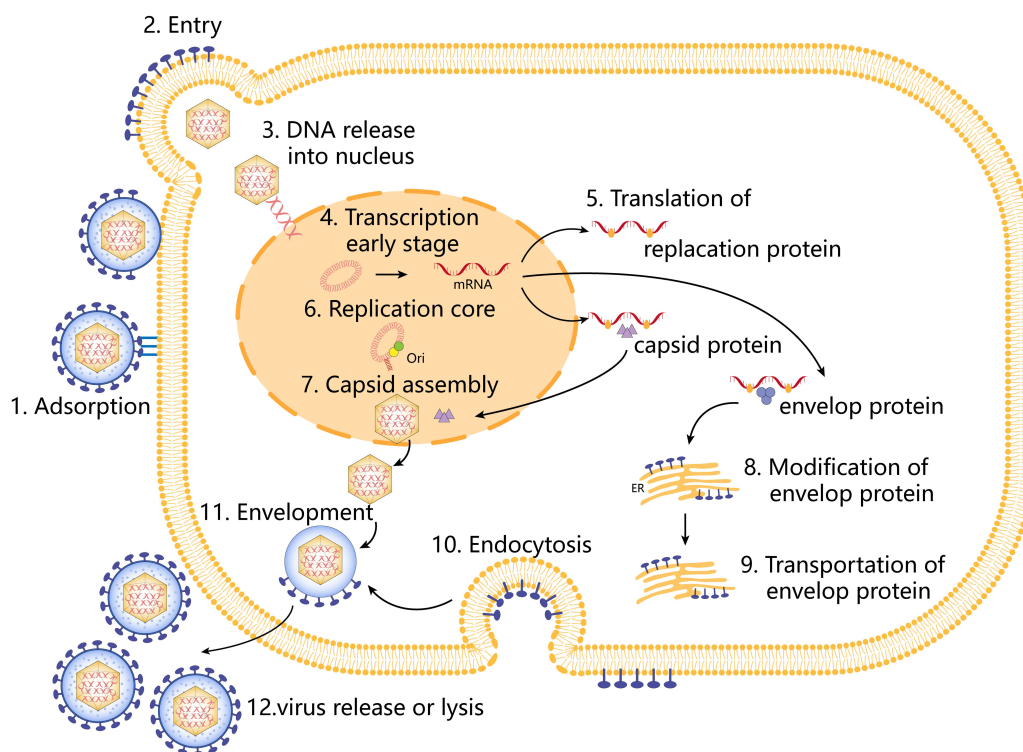 2. Entry
3. DNA release
into nucleus
4. Transcription
early stage
mRNA
5. Translation of
replacation protein
6. Replication core
Ori
capsid protein
7. Capsid assembly
1. Adsorption
envelop protein
8. Modification of
envelop protein
ER
11. Envelopment
10. Endocytosis
9. Transportation of
envelop protein
12.virus release or lysis